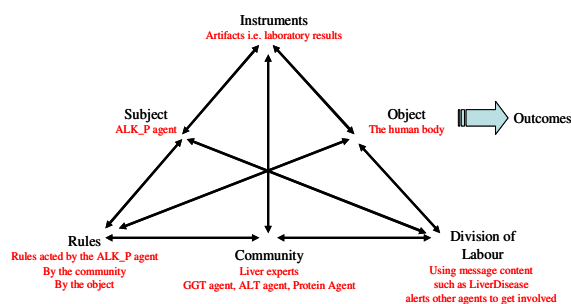 Instruments
Artifacts i.e. laboratory results
Subject
ALK_P agent
Object
The human body
Outcomes
Rules
Rules acted by the ALK_P agent
By the community
By the object
Community
Liver experts
GGT agent, ALT agent, Protein Agent
Division of
Labour
Using message content
such as LiverDisease
alerts other agents to get involved